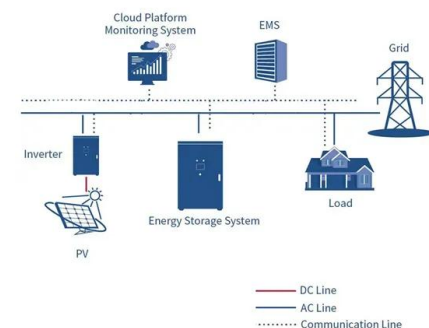 Cloud Platform
Monitoring System
EMS
Grid
Inverter
Energy Storage System
Load
PV
DC Line
AC Line
Communication Line